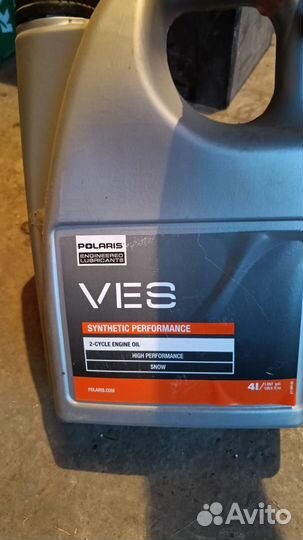 POLARIS
ENGINEERED
LUBRICANTS
VES
SYNTHETIC PERFORMANCE
2-CYCLE ENGINE OIL
HIGH PERFORMANCE
SNOW
POLARIS.COM
4l/
Avito